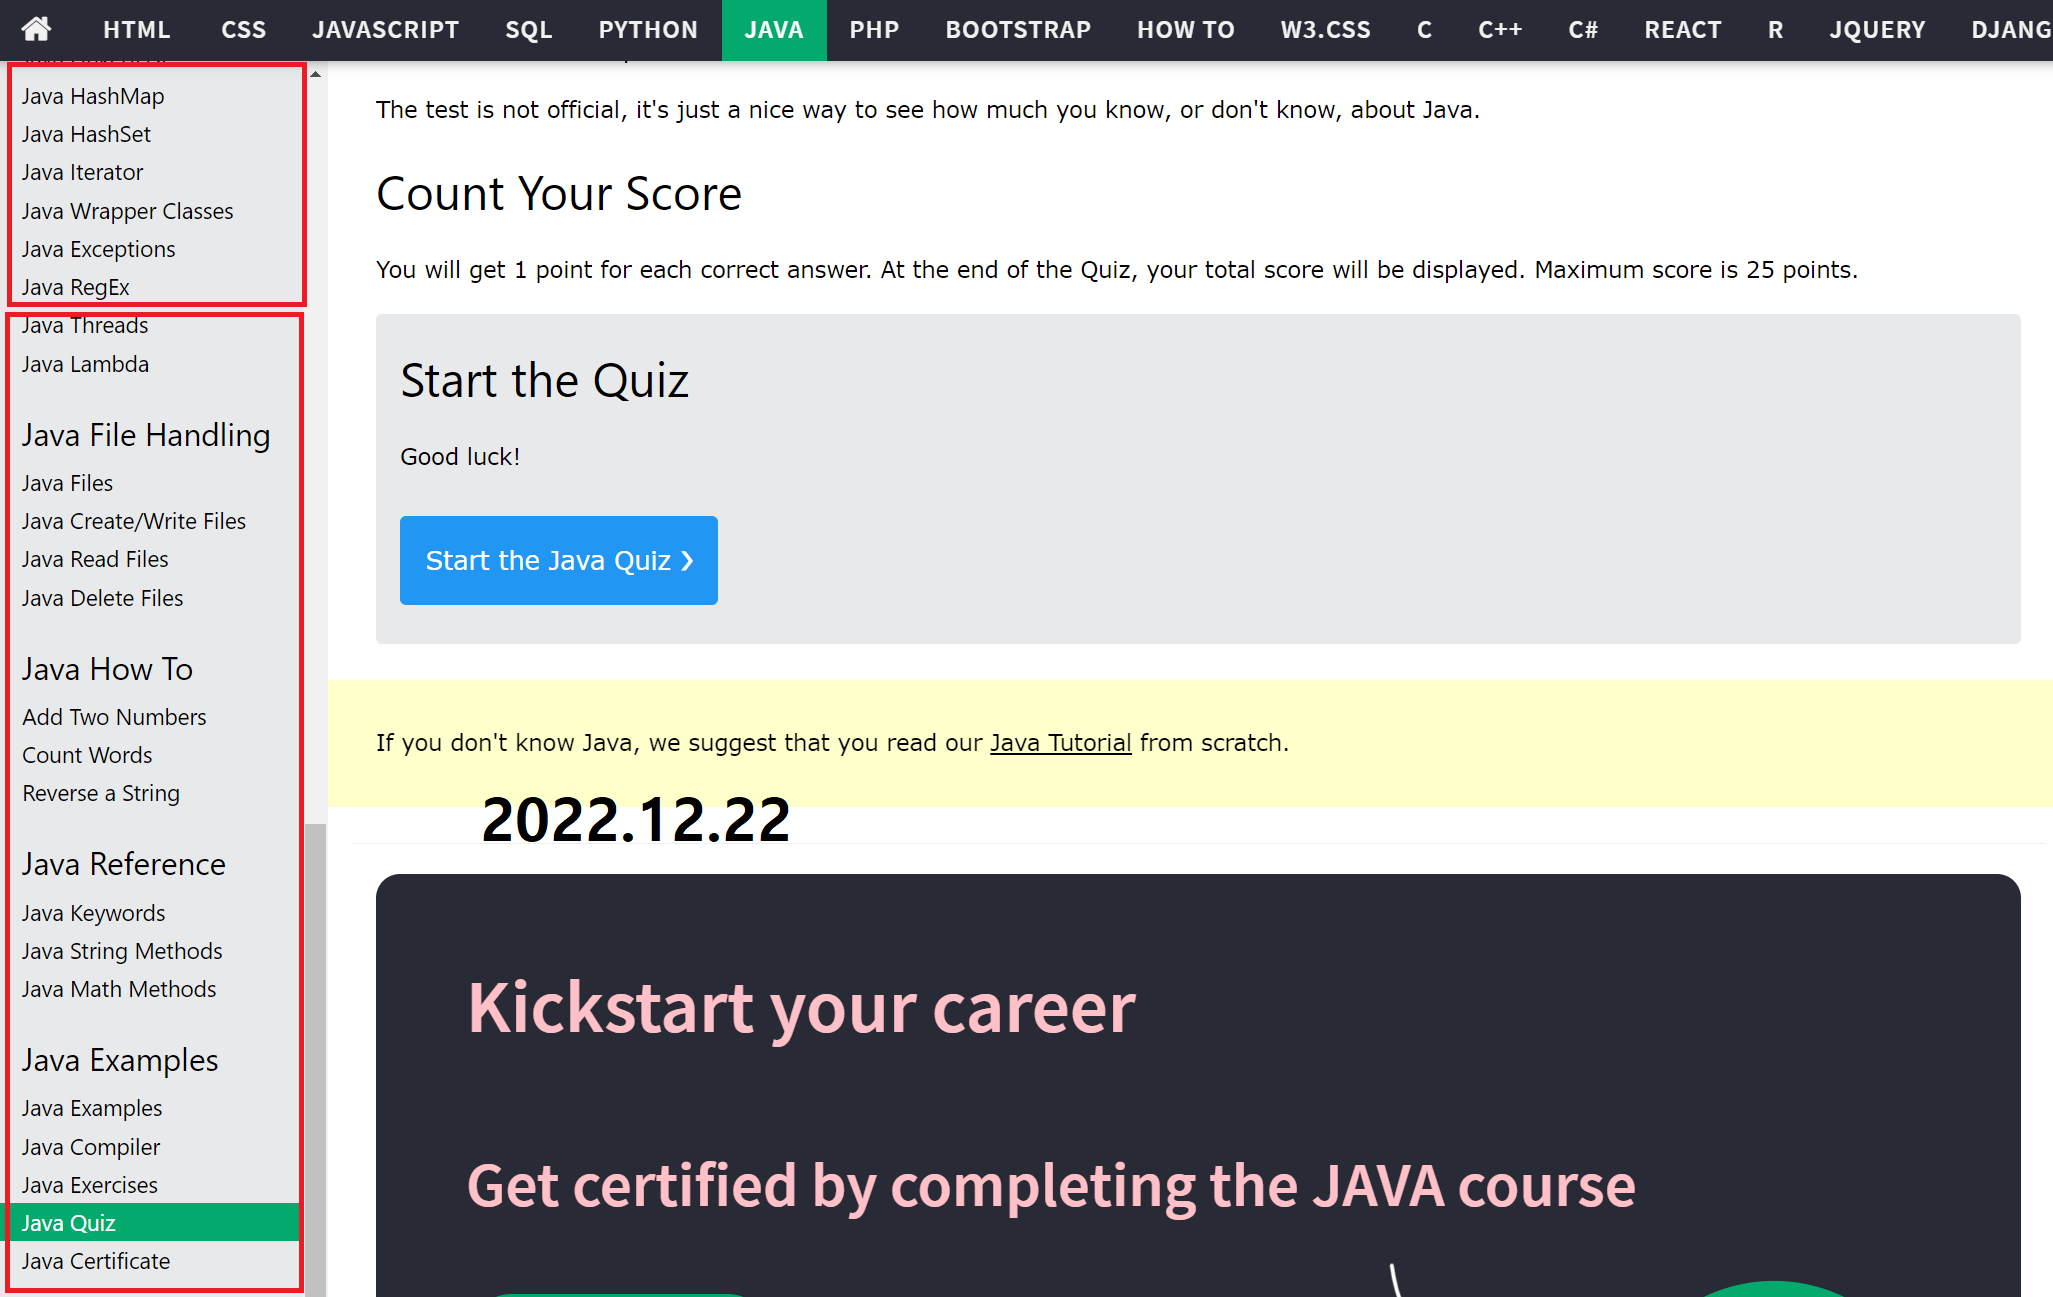 HTML CSS JAVASCRIPT SQL PYTHON JAVA PHP BOOTSTRAP HOW TO W3.CSS C C++ C# REACT R JQUERY DJANG
Java HashMap
Java HashSet
Java Iterator
Java Wrapper Classes
Java Exceptions
Java RegEx
Java Threads
Java Lambda
Java File Handling
Java Files
Java Create/Write Files
Java Read Files
Java Delete Files
Java How To
Add Two Numbers
Count Words
Reverse a String
Java Reference
Java Keywords
Java String Methods
Java Math Methods
Java Examples
Java Examples
Java Compiler
Java Exercises
Java Quiz
Java Certificate
The test is not official, it's just a nice way to see how much you know, or don't know, about Java.
Count Your Score
You will get 1 point for each correct answer. At the end of the Quiz, your total score will be displayed. Maximum score is 25 points.
Start the Quiz
Good luck!
Start the Java Quiz ❯
If you don't know Java, we suggest that you read our Java Tutorial from scratch.
2022.12.22
Kickstart your career
Get certified by completing the JAVA course